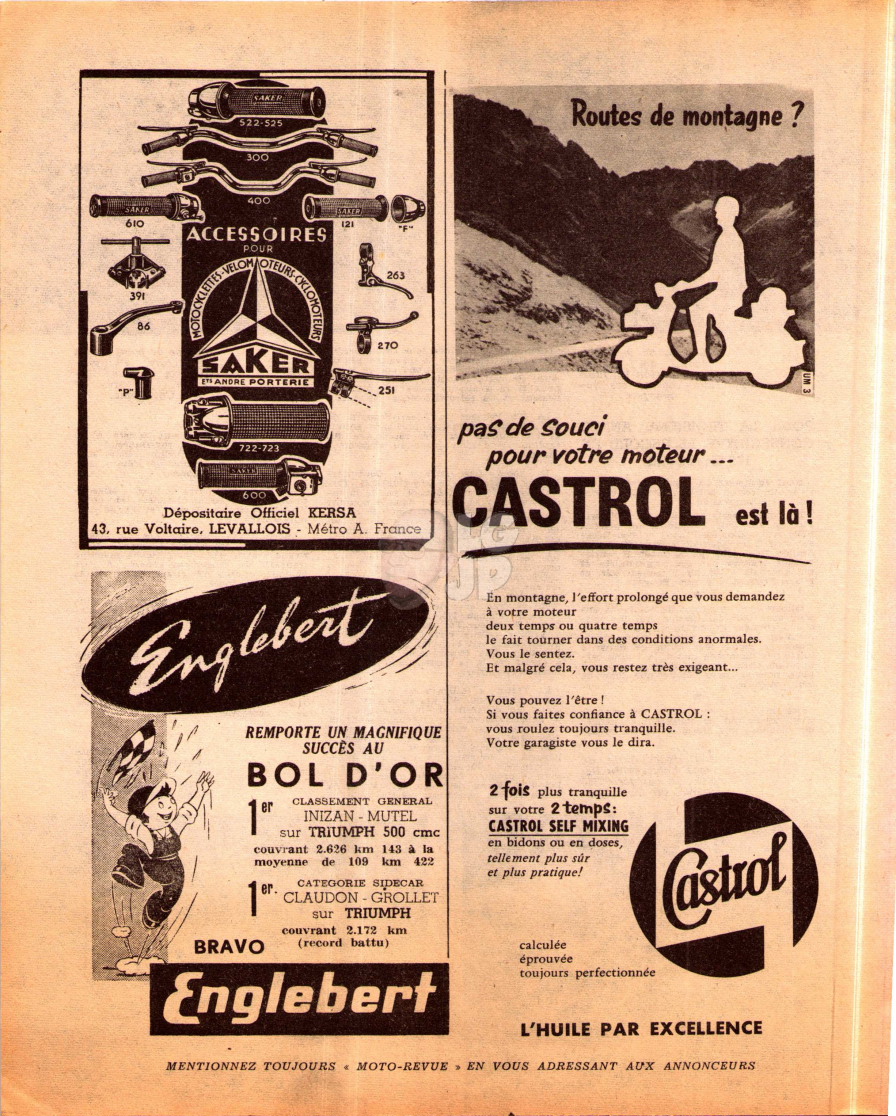 SAKER
522-525
300
400
SAKER
610
SAKER
121
"F"
ACCESSOIRES
POUR
MOTOCYCLETTES-VELOMOTEURS-CYCLOMOTEURS
391
263
86
270
SAKER
ETS ANDRE PORTERIE
"P"
251
722-723
SAKER
600
Dépositaire Officiel KERSA
43, rue Voltaire, LEVALLOIS - Métro A. France
Englebert
REMPORTE UN MAGNIFIQUE
SUCCÈS AU
BOL D'OR
1er CLASSEMENT GENERAL
INIZAN - MUTEL
sur TRIUMPH 500 cmc
couvrant 2.626 km 143 à la
moyenne de 109 km 422
1er. CATEGORIE SIDECAR
CLAUDON - GROLLET
sur TRIUMPH
couvrant 2.172 km
(record battu)
BRAVO
Englebert
Routes de montagne ?
UM 3
pas de souci
pour votre moteur...
CASTROL est là !
En montagne, l'effort prolongé que vous demandez
à votre moteur
deux temps ou quatre temps
le fait tourner dans des conditions anormales.
Vous le sentez.
Et malgré cela, vous restez très exigeant...
Vous pouvez l'être !
Si vous faites confiance à CASTROL :
vous roulez toujours tranquille.
Votre garagiste vous le dira.
2 fois plus tranquille
sur votre 2 temps:
CASTROL SELF MIXING
en bidons ou en doses,
tellement plus sûr
et plus pratique!
Castrol
calculée
éprouvée
toujours perfectionnée
L'HUILE PAR EXCELLENCE
MENTIONNEZ TOUJOURS « MOTO-REVUE » EN VOUS ADRESSANT AUX ANNONCEURS